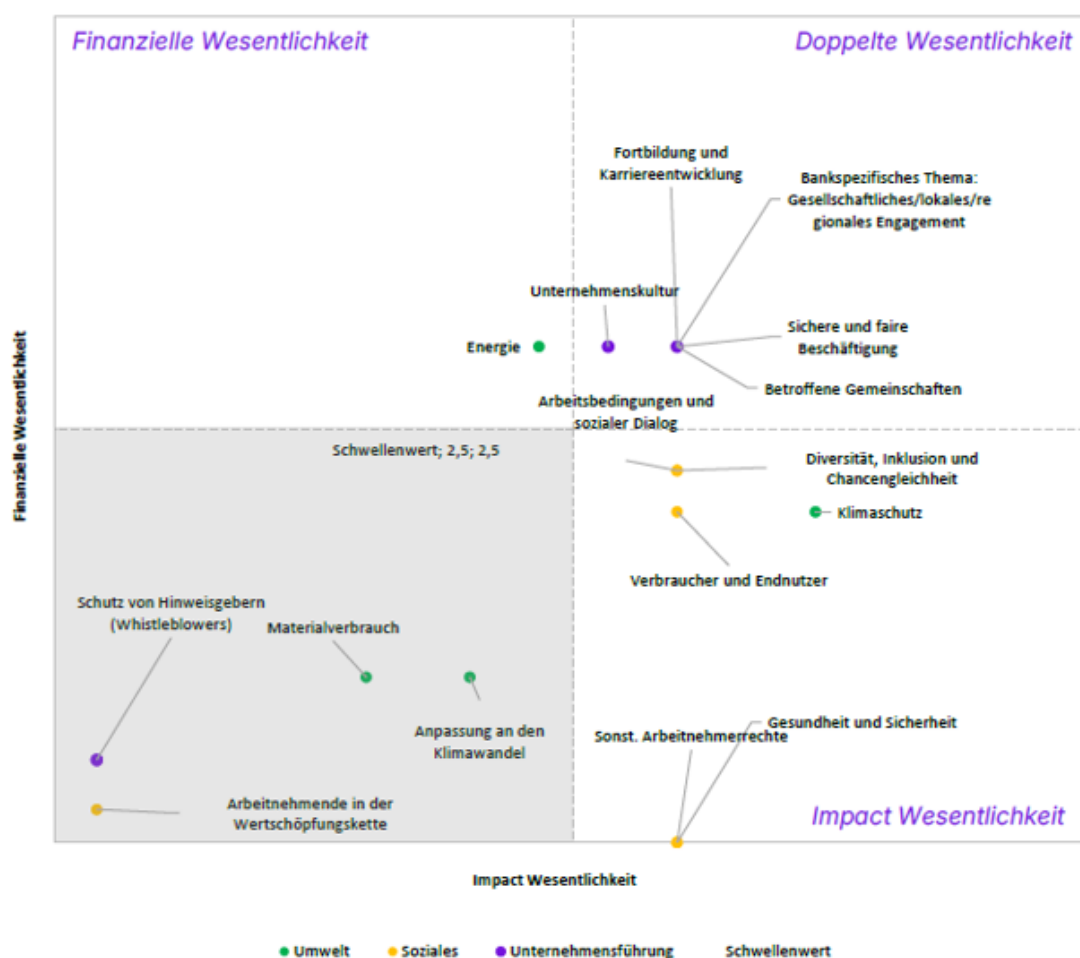 Finanzielle Wesentlichkeit
Doppelte Wesentlichkeit
Fortbildung und
Karriereentwicklung
Bankspezifisches Thema:
Gesellschaftliches/lokales/re
gionales Engagement
Unternehmenskultur
Energie
Sichere und faire
Beschäftigung
Betroffene Gemeinschaften
Arbeitsbedingungen und
sozialer Dialog
Finanzielle Wesentlichkeit
Schwellenwert; 2,5; 2,5
Diversität, Inklusion und
Chancengleichheit
Klimaschutz
Verbraucher und Endnutzer
Schutz von Hinweisgebern
(Whistleblowers)
Materialverbrauch
Anpassung an den
Klimawandel
Gesundheit und Sicherheit
Sonst. Arbeitnehmerrechte
Arbeitnehmende in der
Wertschöpfungskette
Impact Wesentlichkeit
Impact Wesentlichkeit
Umwelt
Soziales
Unternehmensführung
Schwellenwert